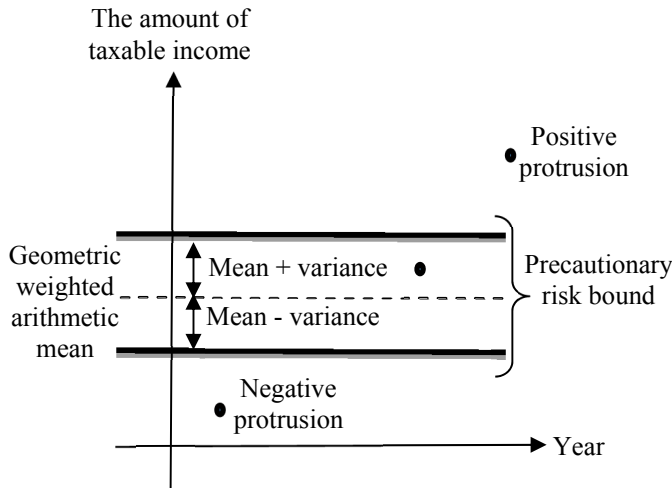 The amount of
taxable income
Positive
protrusion
Geometric
weighted
arithmetic
mean
Mean + variance
Mean - variance
Precautionary
risk bound
Negative
protrusion
Year